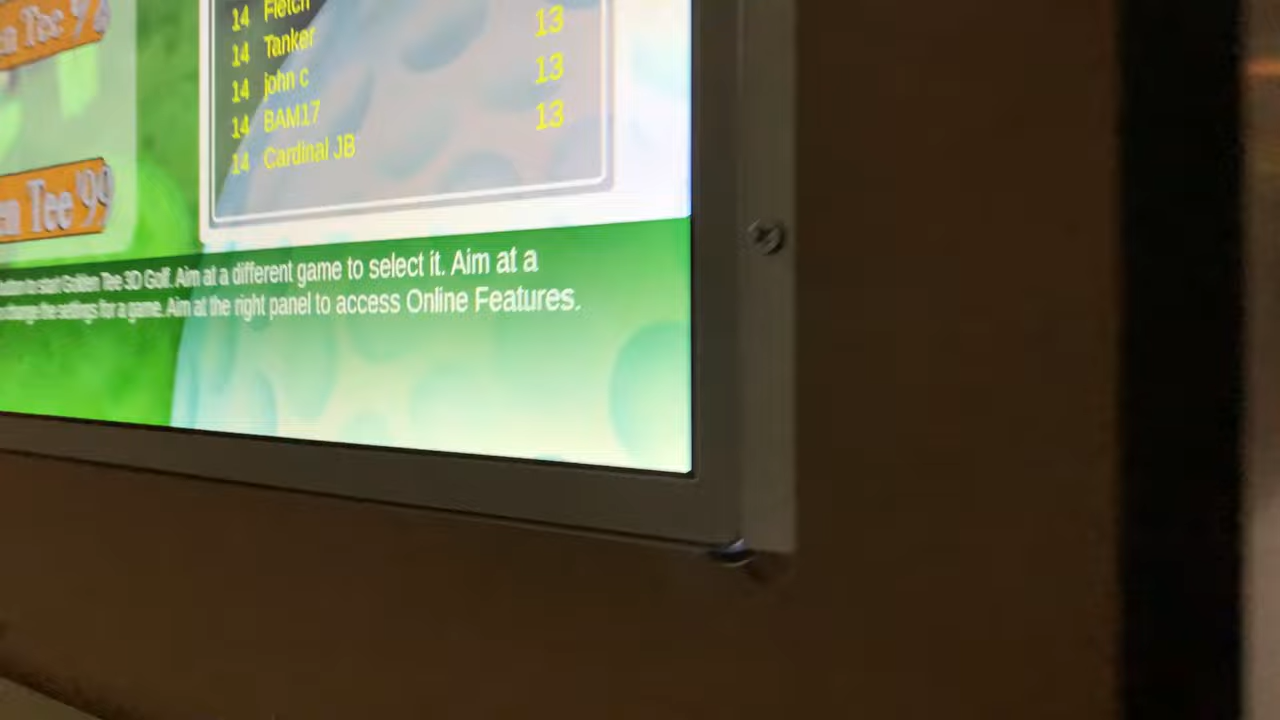 Tee '9
Tee '99
14 Fletch
14 Tanker 13
14 john c 13
14 BAM17 13
14 Cardinal JB
to start Golden Tee 3D Golf. Aim at a different game to select it. Aim at a
the settings for a game. Aim at the right panel to access Online Features.